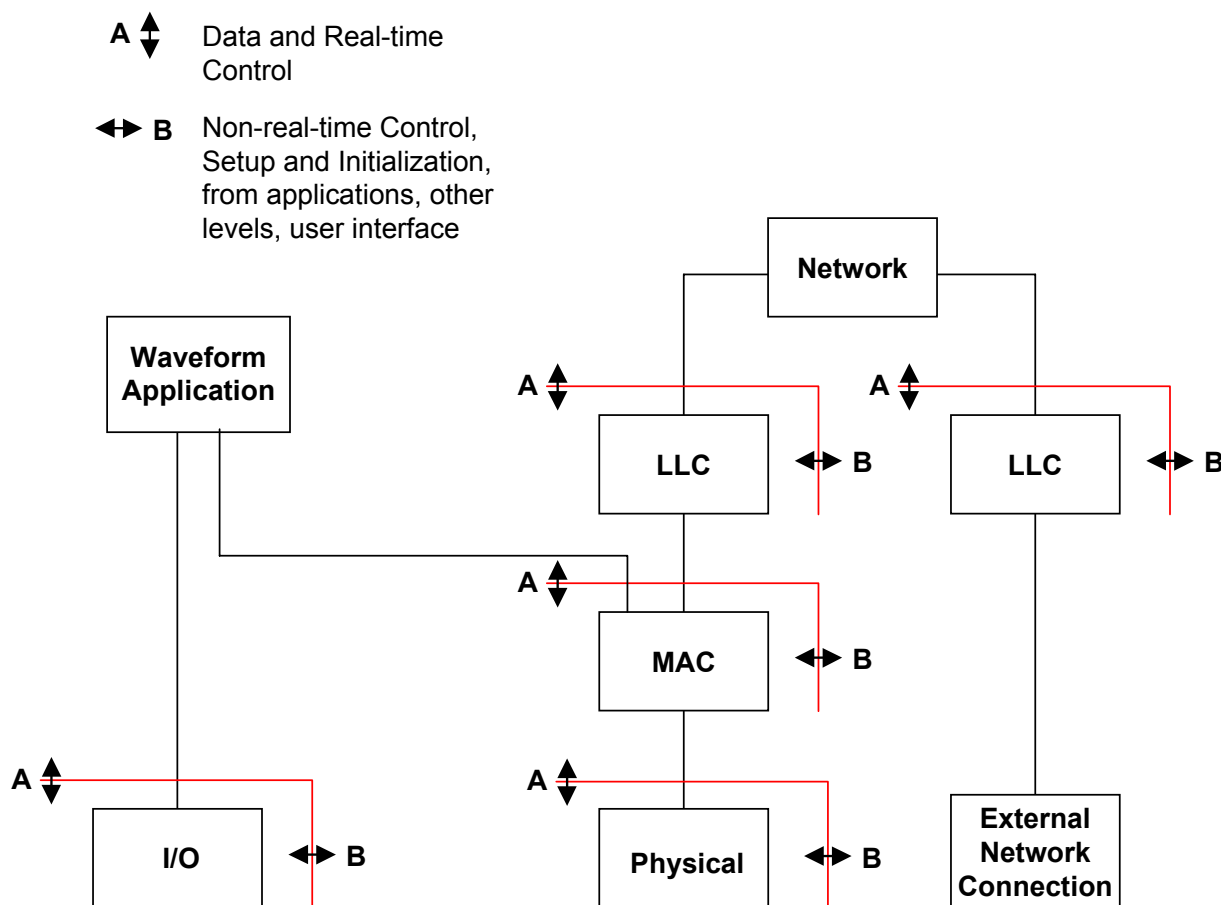 A Data and Real-time
Control
B Non-real-time Control,
Setup and Initialization,
from applications, other
levels, user interface
Network
Waveform
Application
A
A
LLC
B
LLC
B
A
MAC
B
A
A
I/O
B
Physical
B
External
Network
Connection